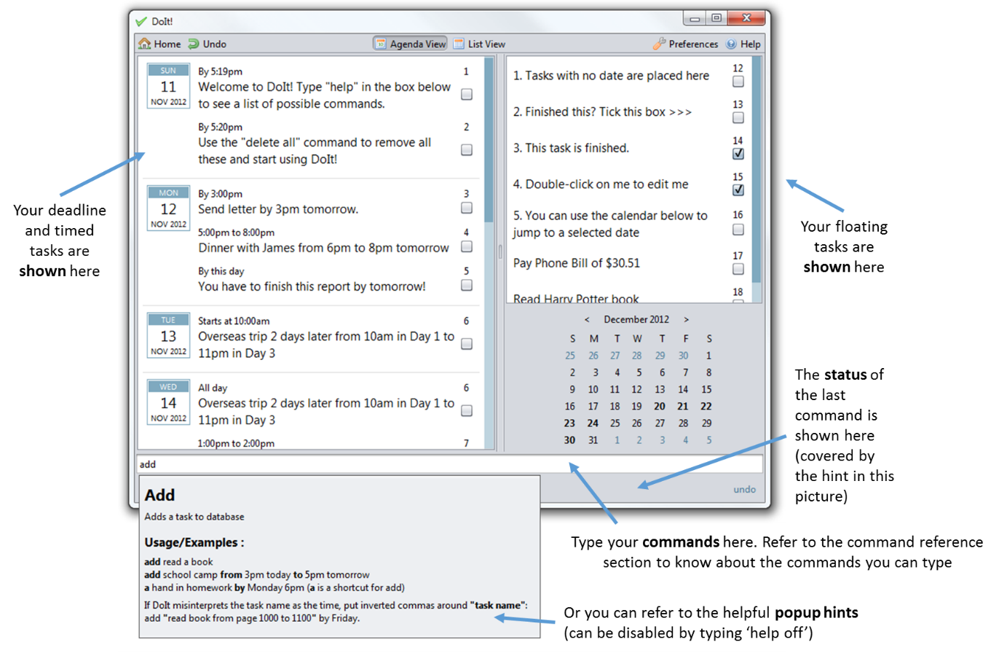 DoIt!
Home Undo Agenda View List View Preferences Help
SUN
11
NOV 2012
By 5:19pm
1
Welcome to DoIt! Type "help" in the box below
to see a list of possible commands.
By 5:20pm
2
Use the "delete all" command to remove all
these and start using DoIt!
MON
12
NOV 2012
By 3:00pm
3
Send letter by 3pm tomorrow.
5:00pm to 8:00pm
4
Dinner with James from 6pm to 8pm tomorrow
By this day
5
You have to finish this report by tomorrow!
TUE
13
NOV 2012
Starts at 10:00am
6
Overseas trip 2 days later from 10am in Day 1 to
11pm in Day 3
WED
14
NOV 2012
All day
6
Overseas trip 2 days later from 10am in Day 1 to
11pm in Day 3
1:00pm to 2:00pm
7
12
1. Tasks with no date are placed here
13
2. Finished this? Tick this box >>>
14
3. This task is finished.
15
4. Double-click on me to edit me
16
5. You can use the calendar below to
jump to a selected date
17
Pay Phone Bill of $30.51
18
Read Harry Potter book
< December 2012 >
S M T W T F S
25 26 27 28 29 30 1
2 3 4 5 6 7 8
9 10 11 12 13 14 15
16 17 18 19 20 21 22
23 24 25 26 27 28 29
30 31 1 2 3 4 5
add
undo
Add
Adds a task to database
Usage/Examples :
add read a book
add school camp from 3pm today to 5pm tomorrow
a hand in homework by Monday 6pm (a is a shortcut for add)
If DoIt misinterprets the task name as the time, put inverted commas around "task name":
add "read book from page 1000 to 1100" by Friday.
Your deadline
and timed
tasks are
shown here
Your floating
tasks are
shown here
The status of
the last
command is
shown here
(covered by
the hint in this
picture)
Type your commands here. Refer to the command reference
section to know about the commands you can type
Or you can refer to the helpful popup hints
(can be disabled by typing ‘help off’)